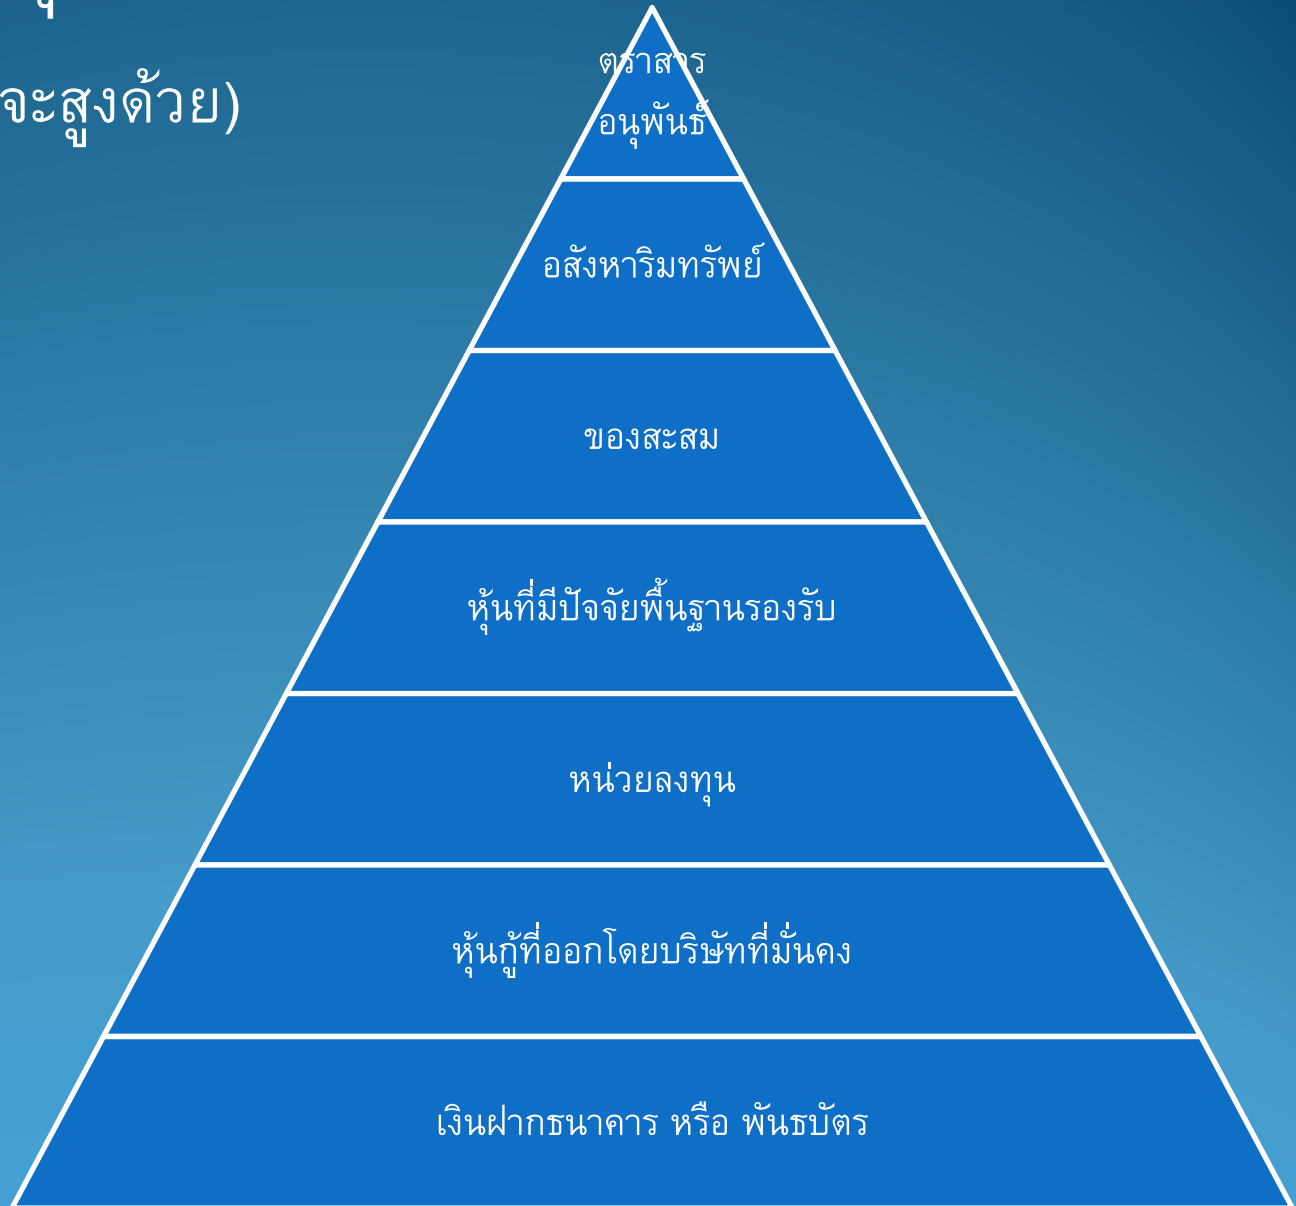 จะสูงด้วย)
ตราสาร
อนุพันธ์
อสังหาริมทรัพย์
ของสะสม
หุ้นที่มีปัจจัยพื้นฐานรองรับ
หน่วยลงทุน
หุ้นกู้ที่ออกโดยบริษัทที่มั่นคง
เงินฝากธนาคาร หรือ พันธบัตร